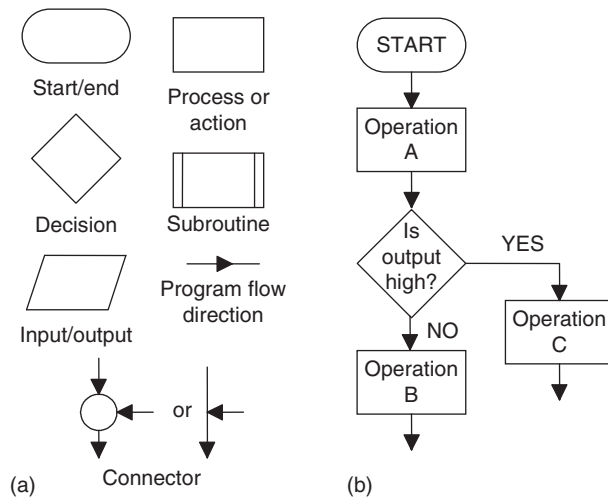 Start/end
Process or
action
Decision
Subroutine
Input/output
Program flow
direction
or
Connector
(a)
START
Operation
A
Is
output
high?
YES
NO
Operation
B
Operation
C
(b)